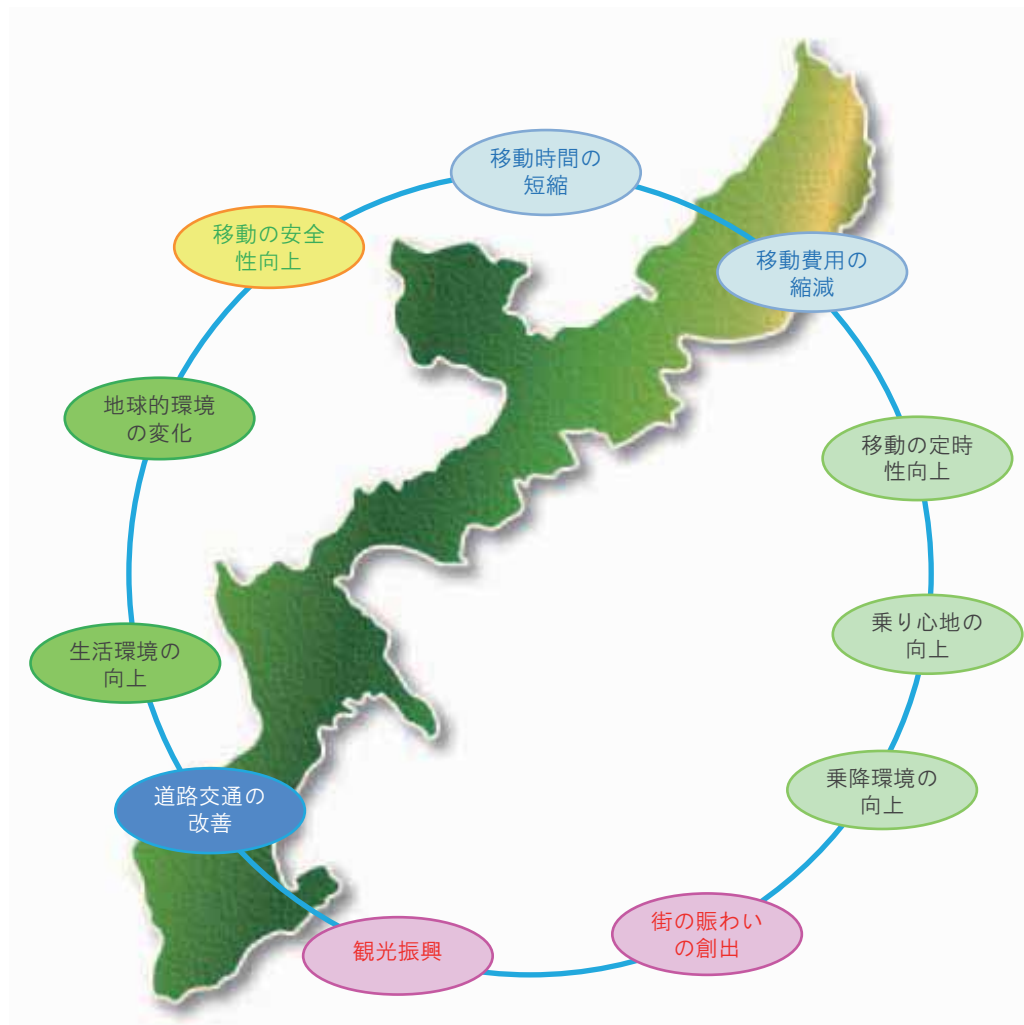 移動時間の
短縮
移動費用の
縮減
移動の定時
性向上
乗り心地の
向上
乗降環境の
向上
街の賑わい
の創出
観光振興
道路交通の
改善
生活環境の
向上
地球的環境
の変化
移動の安全
性向上